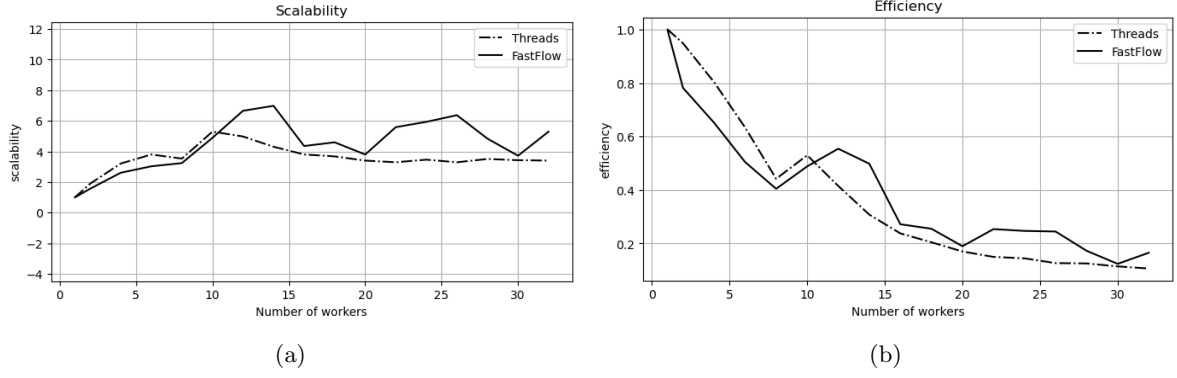 Scalability
12
10
8
6
4
2
0
−2
−4
scalability
Threads
FastFlow
0 5 10 15 20 25 30
Number of workers
(a)
Efficiency
1.0
0.8
0.6
0.4
0.2
efficiency
Threads
FastFlow
0 5 10 15 20 25 30
Number of workers
(b)